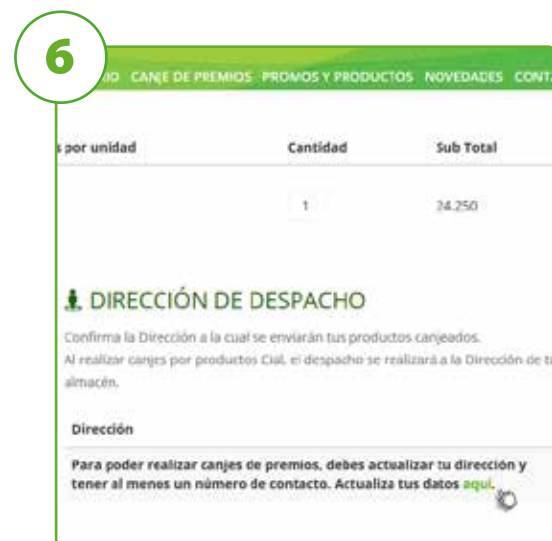 6
IO CANJE DE PREMIOS PROMOS Y PRODUCTOS NOVEDADES CONTA
s por unidad Cantidad Sub Total
1 24.250
DIRECCIÓN DE DESPACHO
Confirma la Dirección a la cual se enviarán tus productos canjeados.
Al realizar canjes por productos Cial, el despacho se realizará a la Dirección de tu
almacén.
Dirección
Para poder realizar canjes de premios, debes actualizar tu dirección y
tener al menos un número de contacto. Actualiza tus datos aquí.